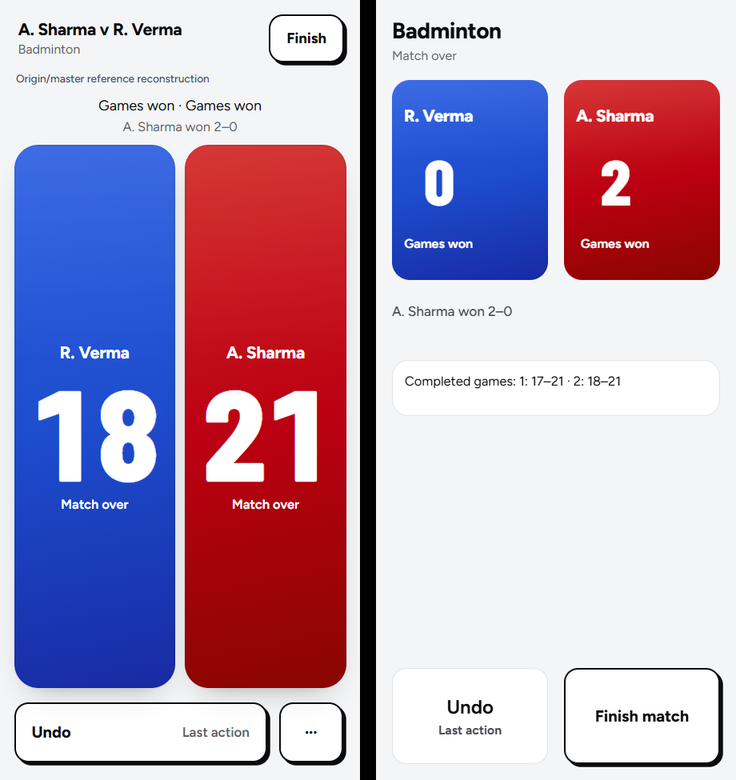 A. Sharma v R. Verma
Badminton
Finish
Origin/master reference reconstruction
Games won · Games won
A. Sharma won 2–0
R. Verma
18
Match over
A. Sharma
21
Match over
Undo
Last action
···
Badminton
Match over
R. Verma
0
Games won
A. Sharma
2
Games won
A. Sharma won 2–0
Completed games: 1: 17–21 · 2: 18–21
Undo
Last action
Finish match